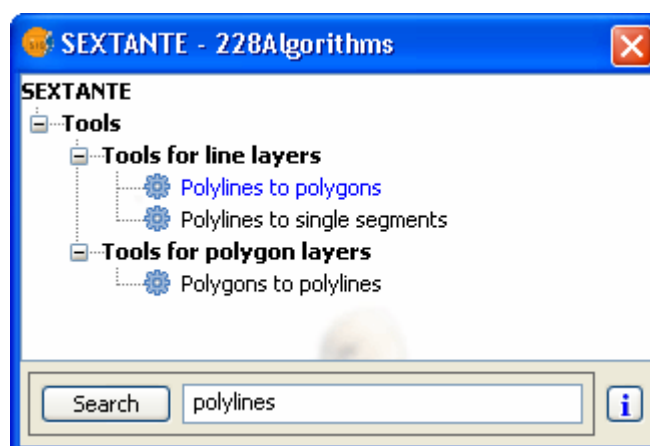 SEXTANTE - 228Algorithms
SEXTANTE
Tools
Tools for line layers
Polylines to polygons
Polylines to single segments
Tools for polygon layers
Polygons to polylines
Search polylines i